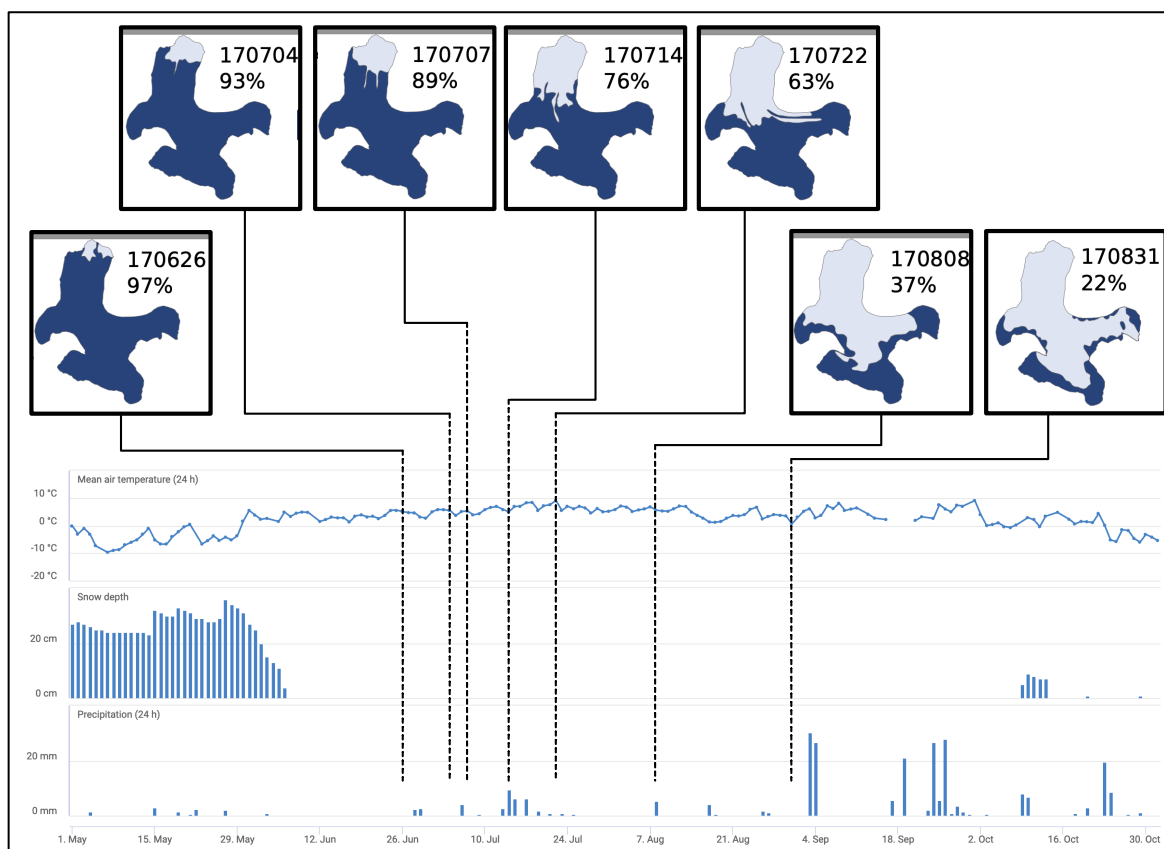 170704
93%
170707
89%
170714
76%
170722
63%
170626
97%
170808
37%
170831
22%
Mean air temperature (24 h)
10 °C
0 °C
-10 °C
-20 °C
Snow depth
20 cm
0 cm
Precipitation (24 h)
20 mm
0 mm
1. May
15. May
29. May
12. Jun
26. Jun
10. Jul
24. Jul
7. Aug
21. Aug
4. Sep
18. Sep
2. Oct
16. Oct
30. Oct